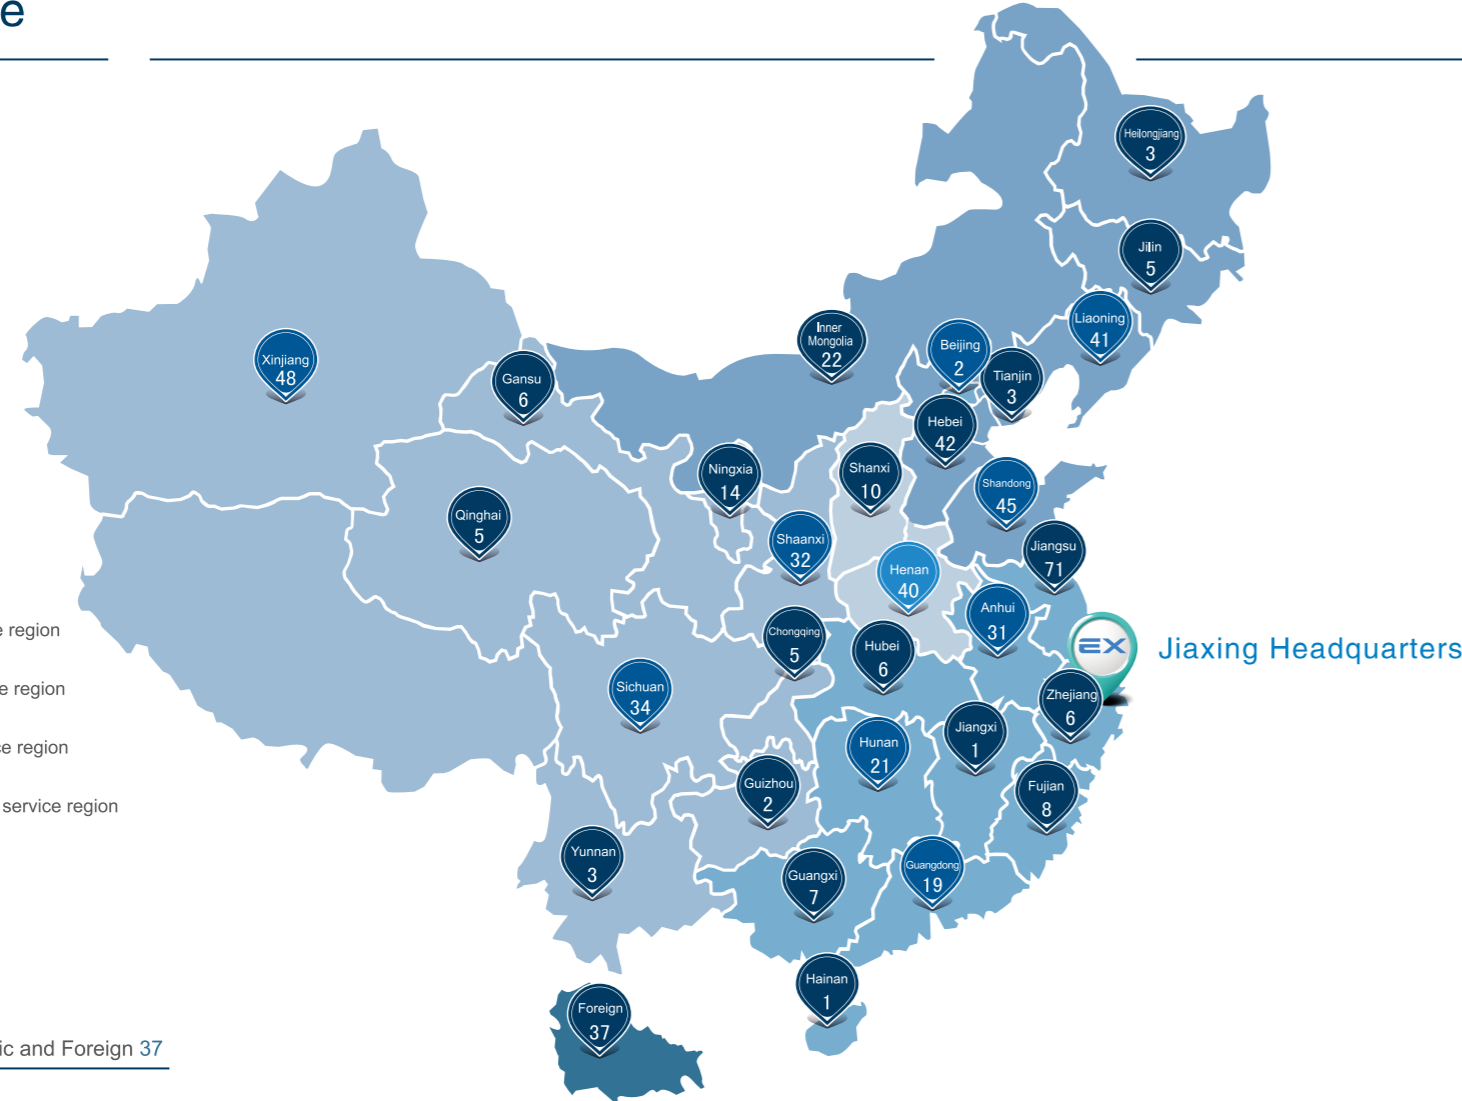 e
Heilongjiang
3
Jilin
5
Liaoning
41
Inner
Mongolia
22
Beijing
2
Tianjin
3
Xinjiang
48
Gansu
6
Hebei
42
Ningxia
14
Shanxi
10
Shandong
45
Qinghai
5
Shaanxi
32
Jiangsu
71
Henan
40
Anhui
31
e region
Chongqing
5
Hubei
6
EX
Jiaxing Headquarters
e region
Sichuan
34
Zhejiang
6
ce region
Hunan
21
Jiangxi
1
service region
Guizhou
2
Fujian
8
Yunnan
3
Guangxi
7
Guangdong
19
Hainan
1
Foreign
37
ic and Foreign 37